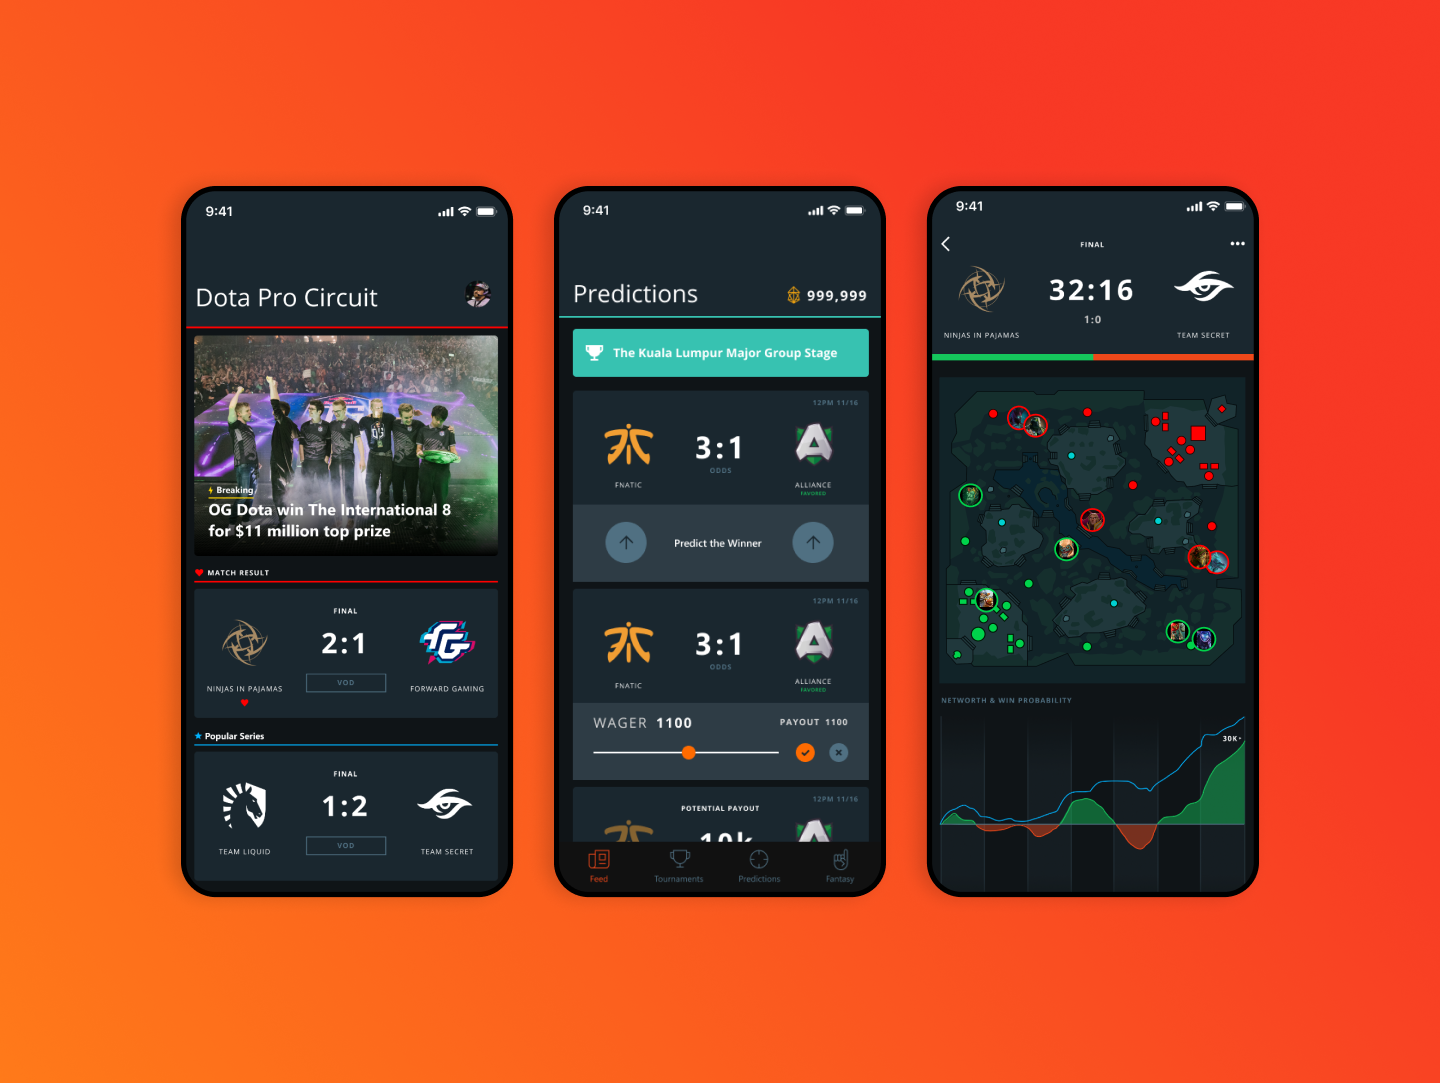 9:41
Dota Pro Circuit
Breaking
OG Dota win The International 8
for $11 million top prize
MATCH RESULT
FINAL
2:1
VOD
NINJAS IN PAJAMAS
FORWARD GAMING
Popular Series
FINAL
1:2
VOD
TEAM LIQUID
TEAM SECRET
9:41
Predictions
999,999
The Kuala Lumpur Major Group Stage
12PM 11/16
3:1
ODDS
FNATIC
ALLIANCE
FAVORED
Predict the Winner
12PM 11/16
3:1
ODDS
FNATIC
ALLIANCE
FAVORED
WAGER 1100
PAYOUT 1100
12PM 11/16
POTENTIAL PAYOUT
10k
Feed
Tournaments
Predictions
Fantasy
9:41
FINAL
32:16
1:0
NINJAS IN PAJAMAS
TEAM SECRET
NETWORTH & WIN PROBABILITY
30K